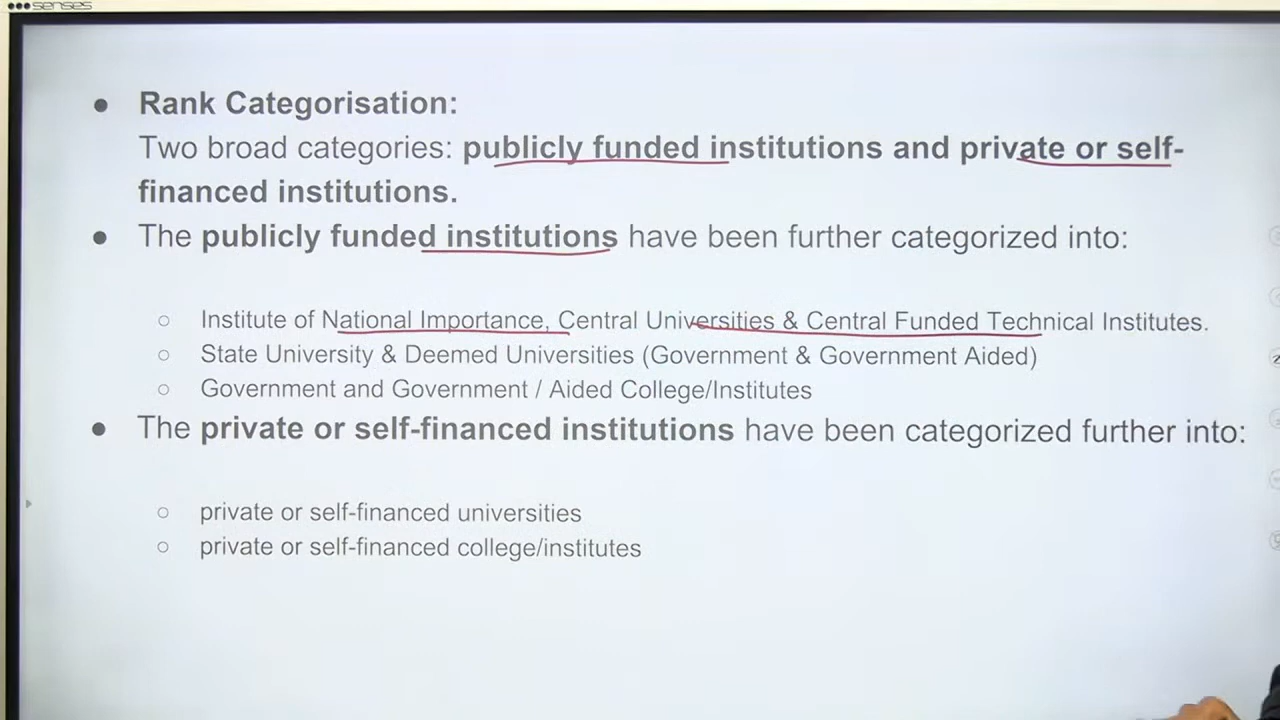 senses
● Rank Categorisation:
Two broad categories: publicly funded institutions and private or self-
financed institutions.
● The publicly funded institutions have been further categorized into:
○ Institute of National Importance, Central Universities & Central Funded Technical Institutes.
○ State University & Deemed Universities (Government & Government Aided)
○ Government and Government / Aided College/Institutes
● The private or self-financed institutions have been categorized further into:
○ private or self-financed universities
○ private or self-financed college/institutes